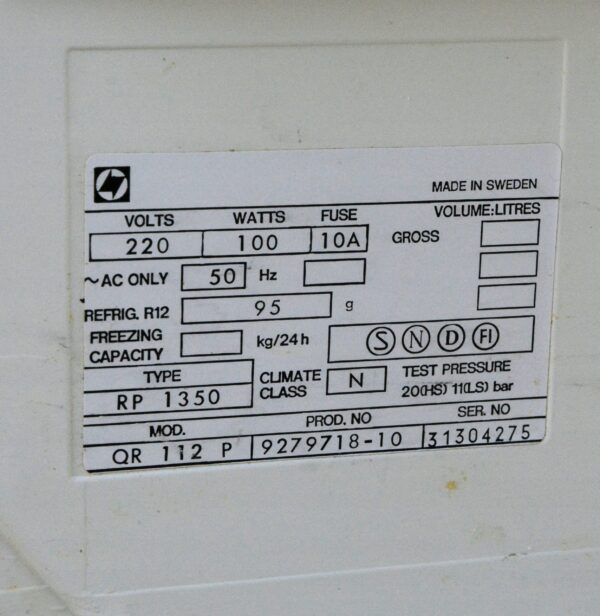 MADE IN SWEDEN
VOLTS WATTS FUSE VOLUME:LITRES
220 100 10A GROSS
~AC ONLY 50 Hz
REFRIG. R12 95 g
FREEZING CAPACITY kg/24h S N D FI
TYPE CLIMATE CLASS N TEST PRESSURE
RP 1350 20(HS) 11(LS) bar
MOD. PROD. NO SER. NO
QR 112 P 9279718-10 31304275